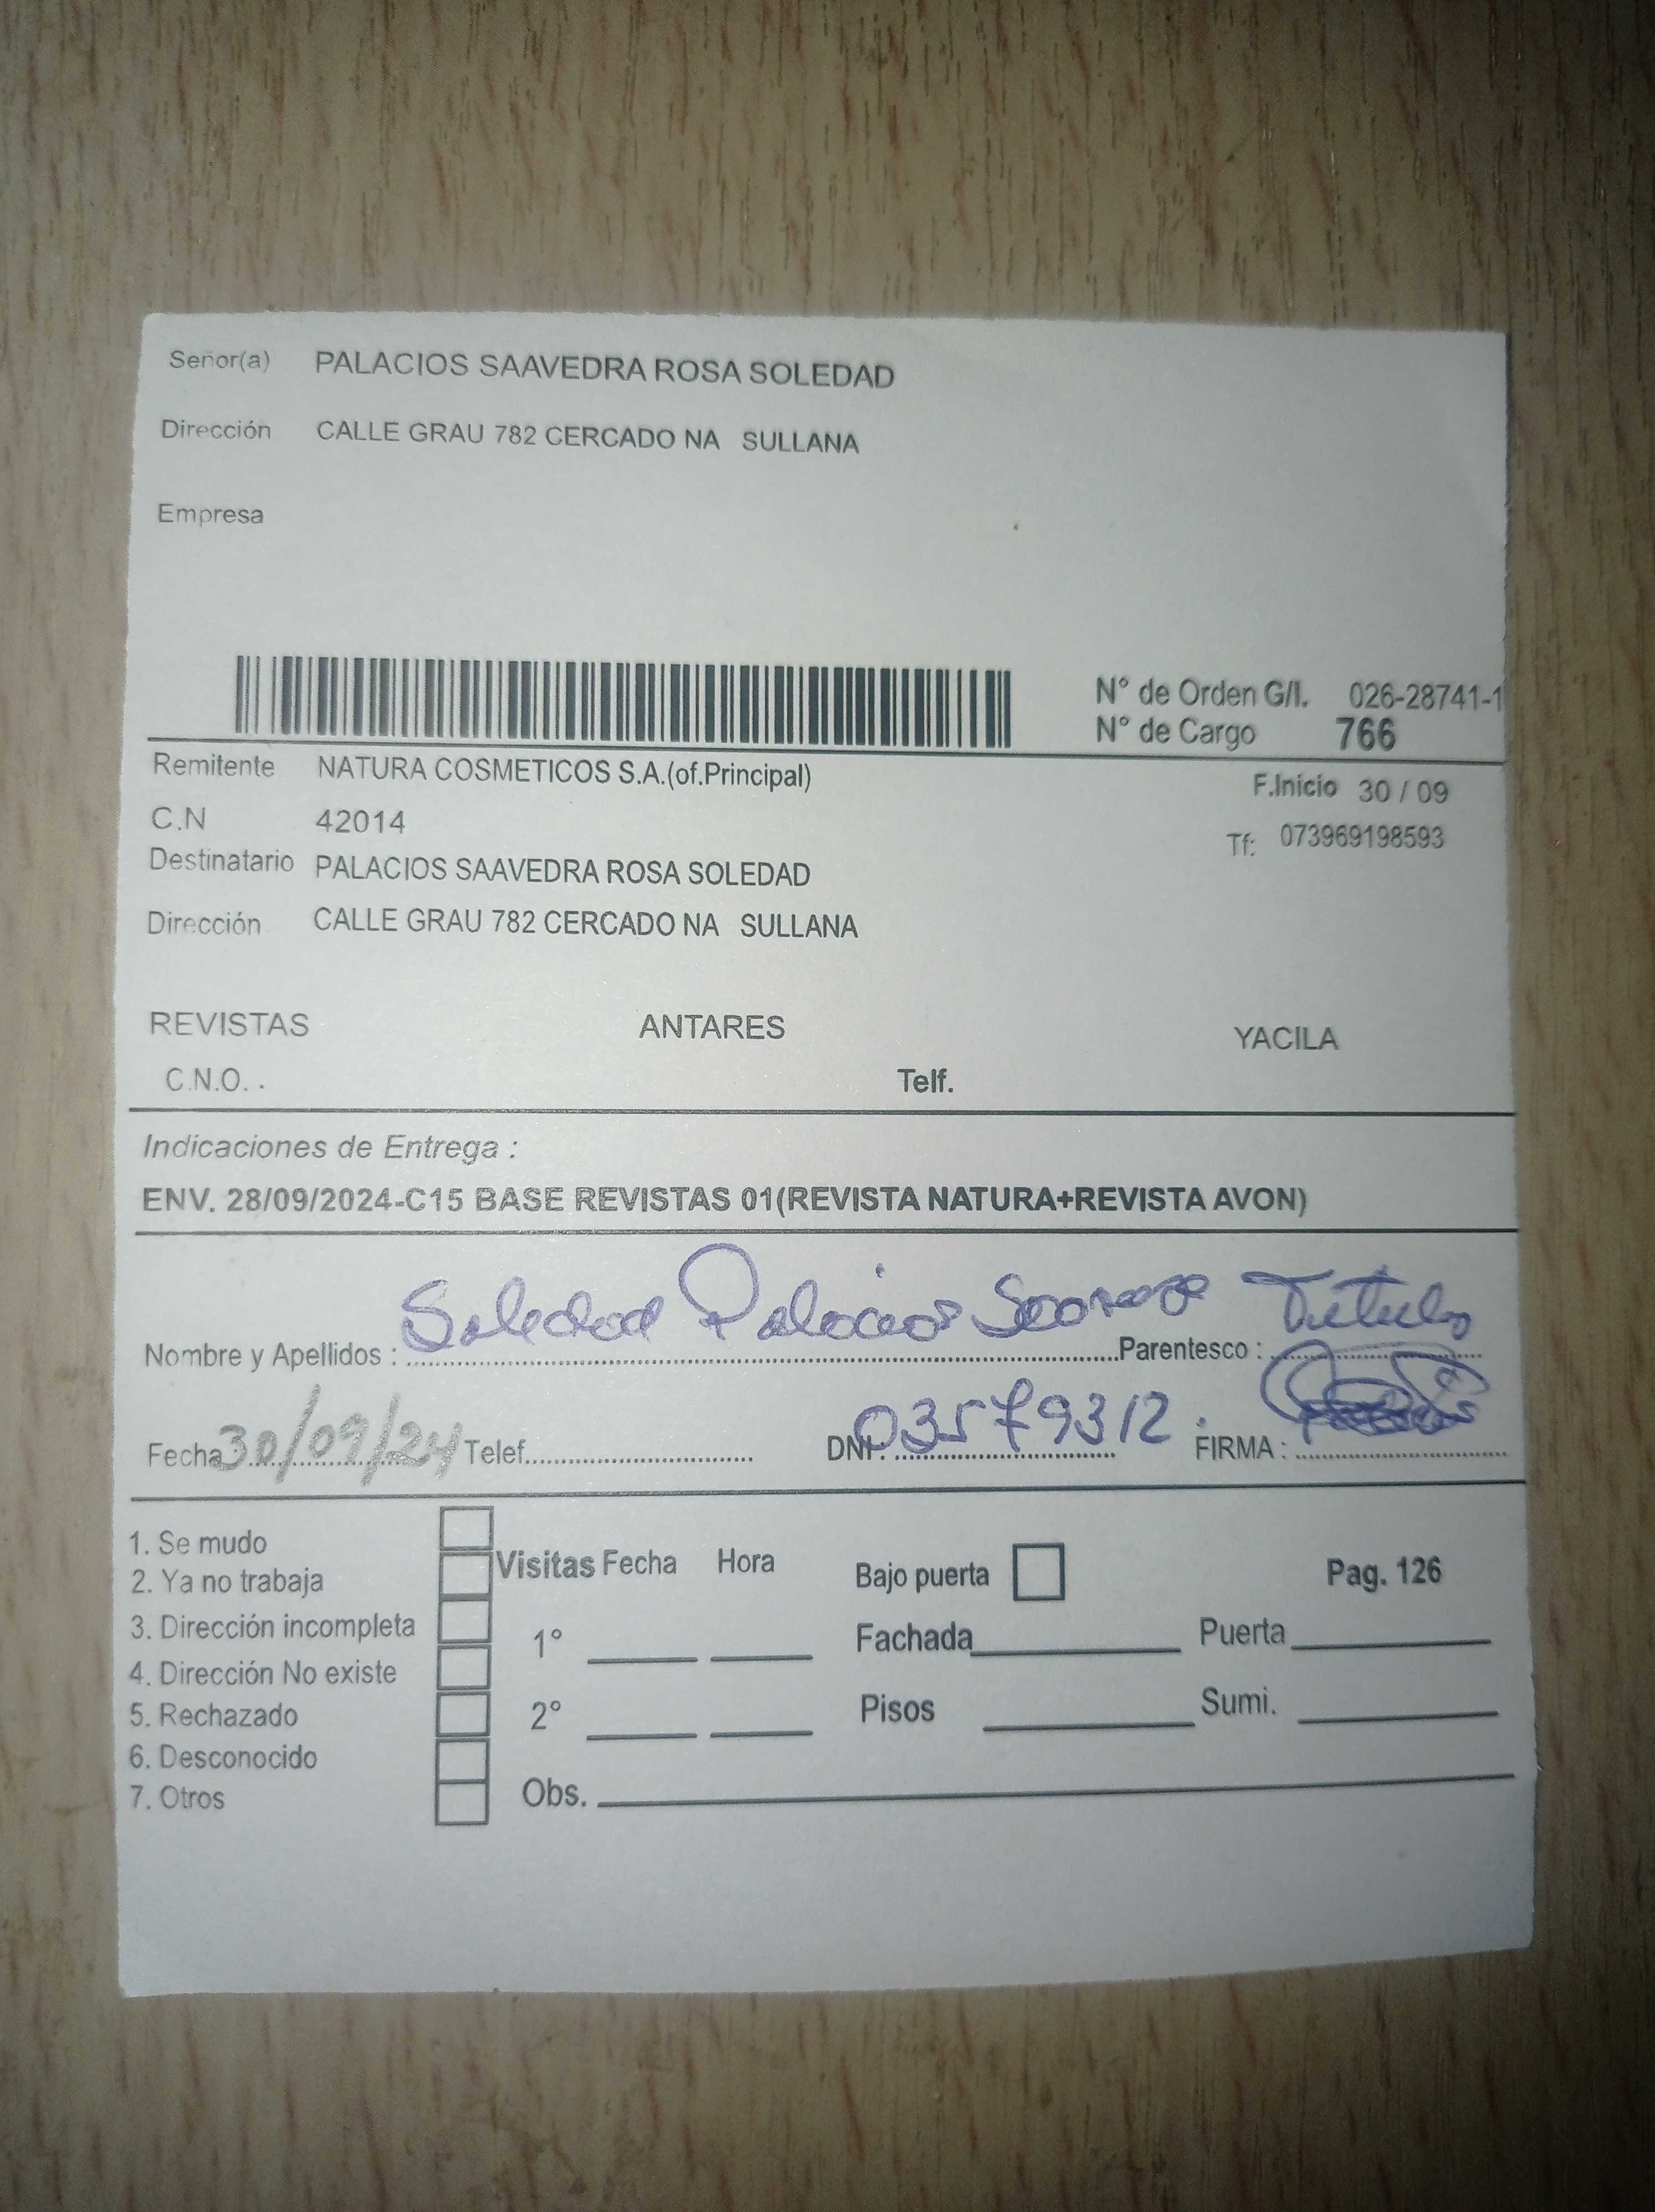 Señor(a) PALACIOS SAAVEDRA ROSA SOLEDAD
Dirección CALLE GRAU 782 CERCADO NA SULLANA
Empresa
N° de Orden G/I. 026-28741-1
N° de Cargo 766
Remitente NATURA COSMETICOS S.A.(of.Principal) F.Inicio 30 / 09
C.N 42014 Tf: 073969198593
Destinatario PALACIOS SAAVEDRA ROSA SOLEDAD
Dirección CALLE GRAU 782 CERCADO NA SULLANA
REVISTAS ANTARES YACILA
C.N.O. . Telf.
Indicaciones de Entrega :
ENV. 28/09/2024-C15 BASE REVISTAS 01(REVISTA NATURA+REVISTA AVON)
Nombre y Apellidos : Soledad Palacios Parentesco :
Fecha: 30/09/24 Telef. DNI: 03579312 FIRMA :
1. Se mudo
2. Ya no trabaja Visitas Fecha Hora Bajo puerta Pag. 126
3. Dirección incompleta 1° Fachada Puerta
4. Dirección No existe
5. Rechazado 2° Pisos Sumi.
6. Desconocido
7. Otros Obs.